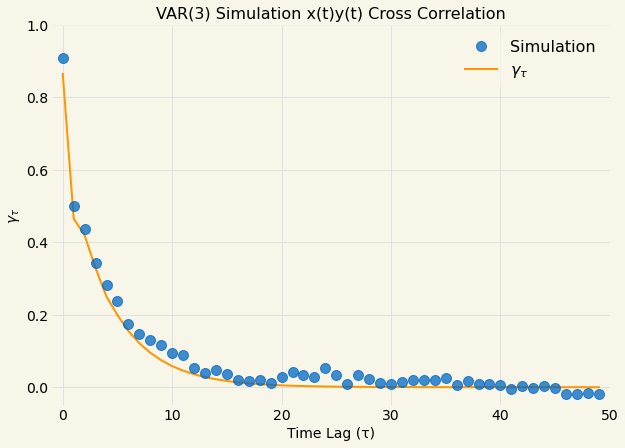 VAR(3) Simulation x(t)y(t) Cross Correlation
1.0
0.8
0.6
0.4
0.2
0.0
γτ
Simulation
γτ
0 10 20 30 40 50
Time Lag (τ)